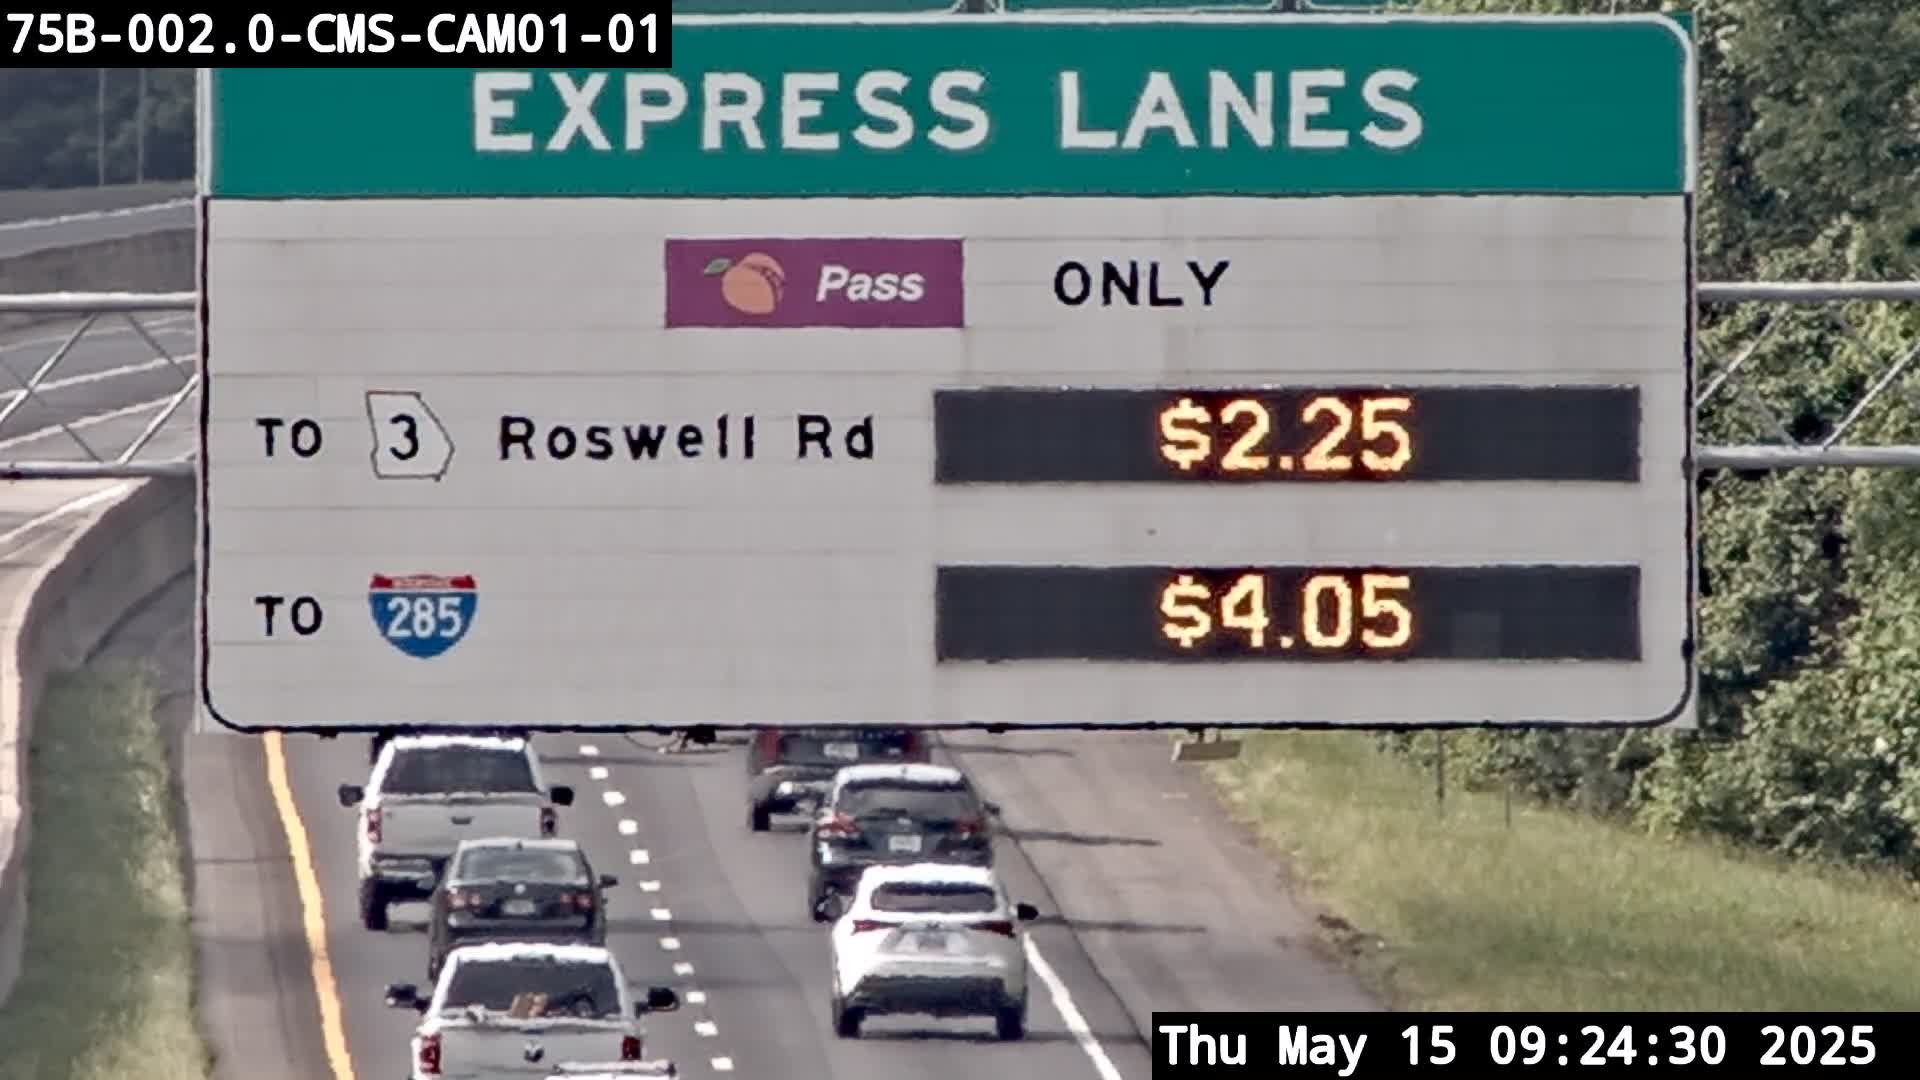 75B-002.0-CMS-CAM01-01
EXPRESS LANES
Pass ONLY
TO 3 Roswell Rd $2.25
TO 285 $4.05
Thu May 15 09:24:30 2025